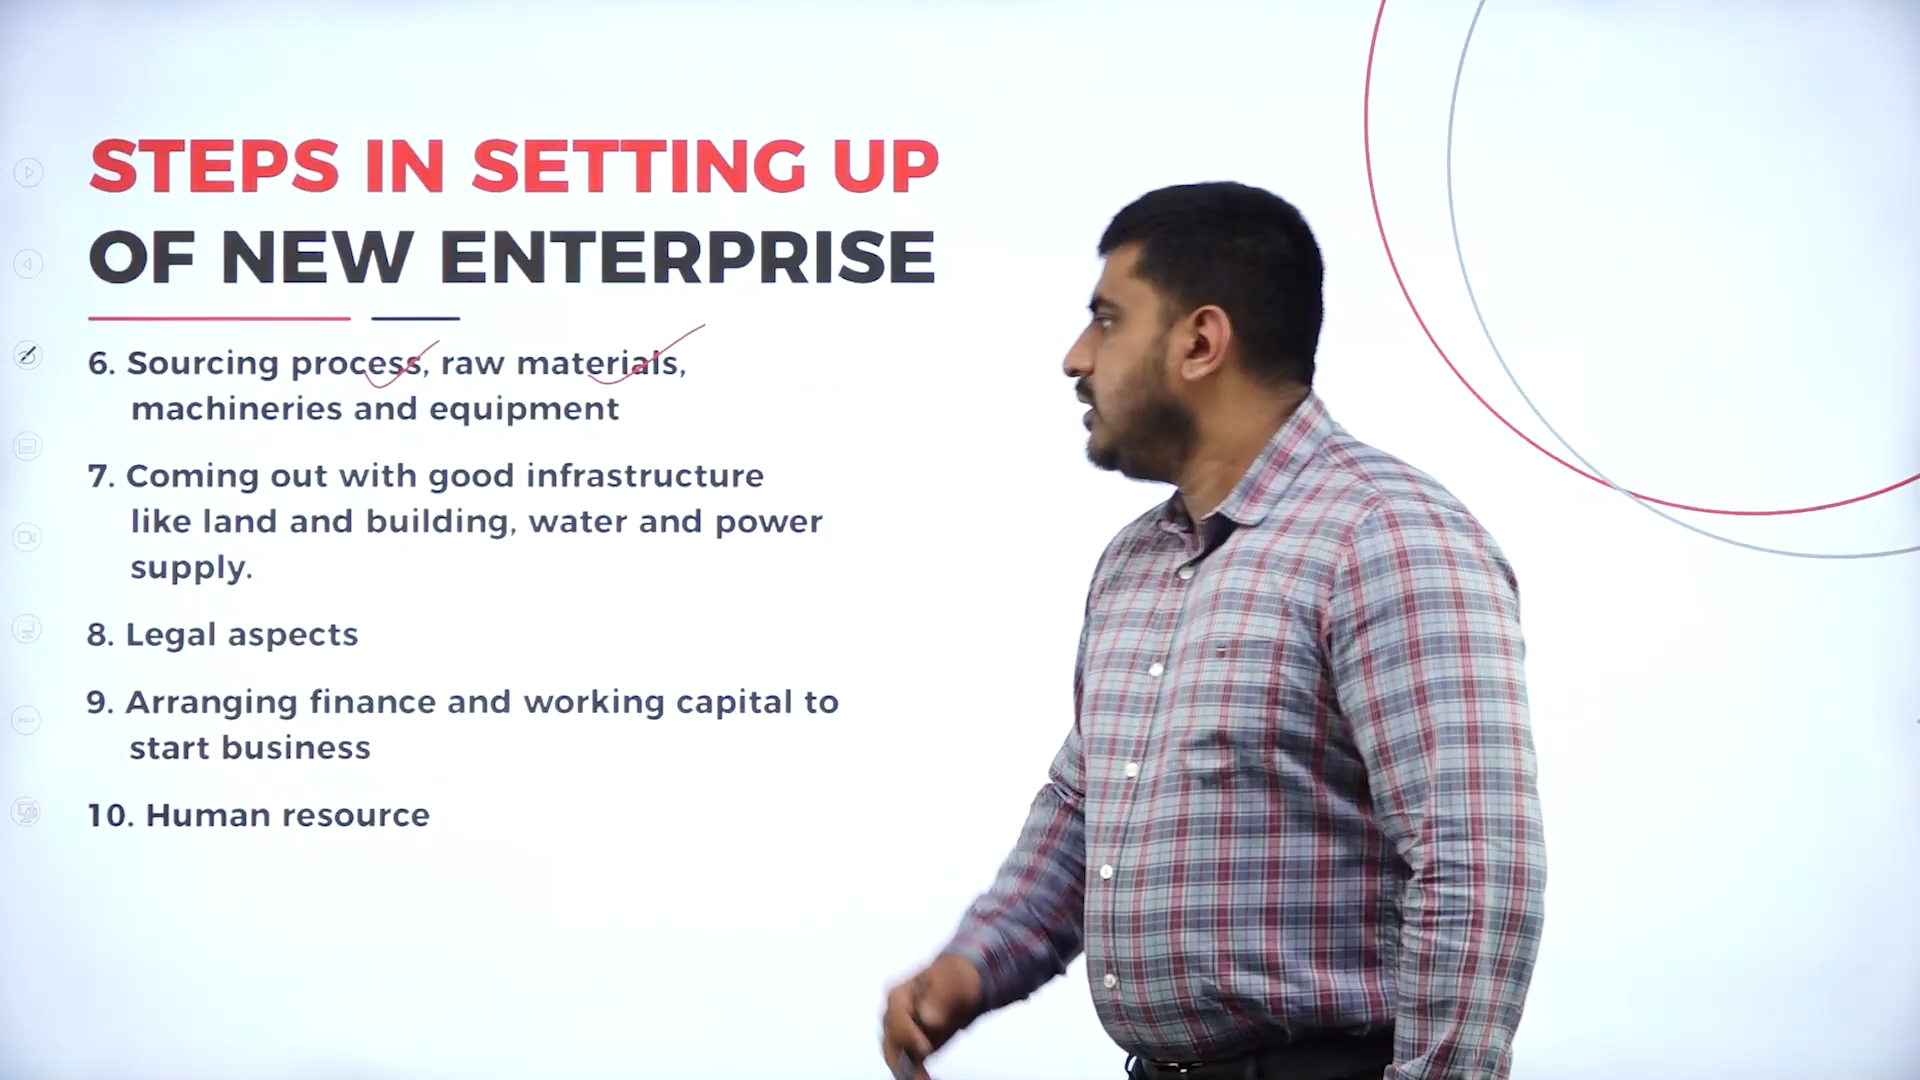 STEPS IN SETTING UP
OF NEW ENTERPRISE
6. Sourcing process, raw materials,
machineries and equipment
7. Coming out with good infrastructure
like land and building, water and power
supply.
8. Legal aspects
9. Arranging finance and working capital to
start business
10. Human resource